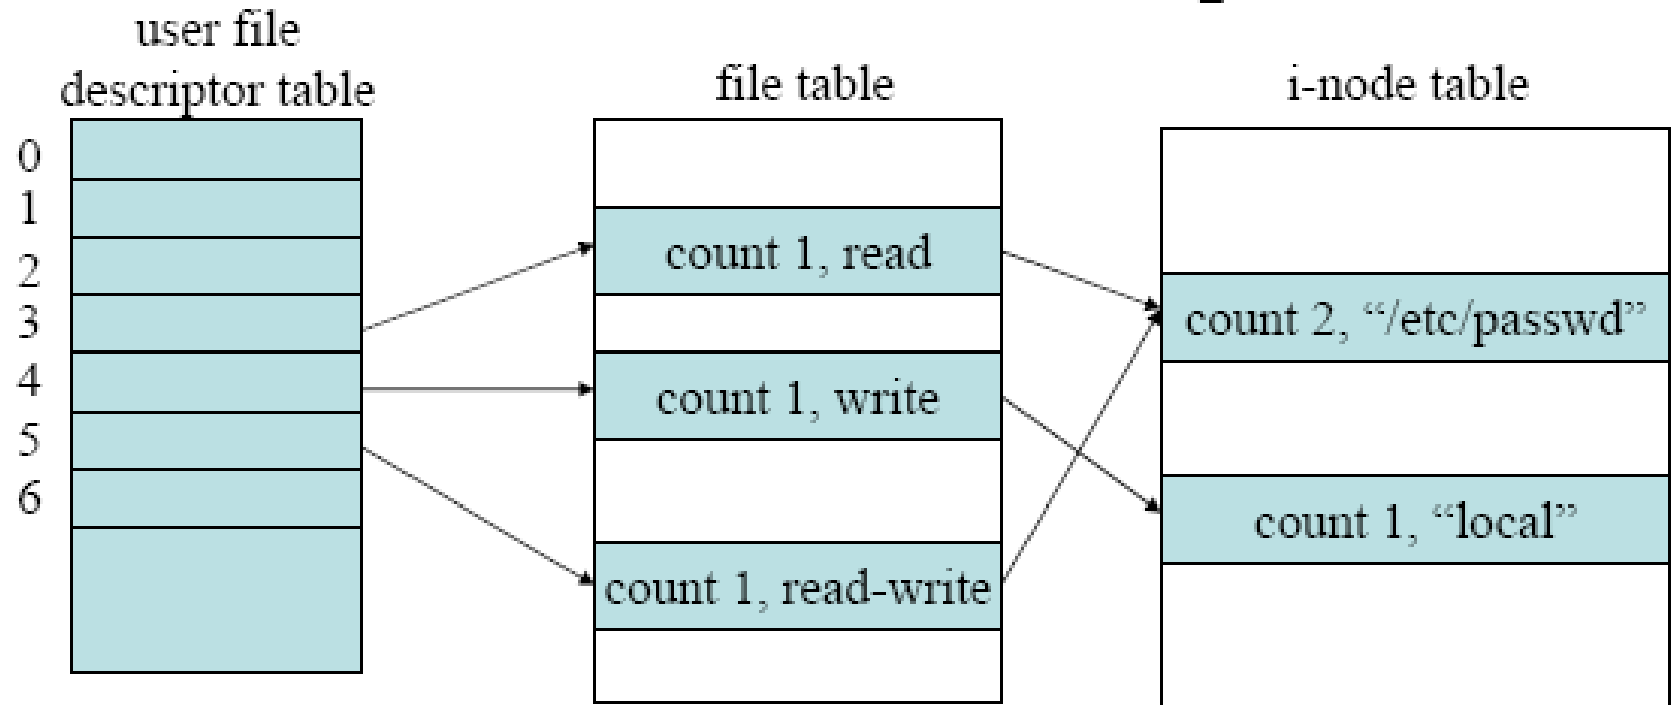 user file
descriptor table
file table
i-node table
0
1
2
3
4
5
6
count 1, read
count 1, write
count 1, read-write
count 2, “/etc/passwd”
count 1, “local”